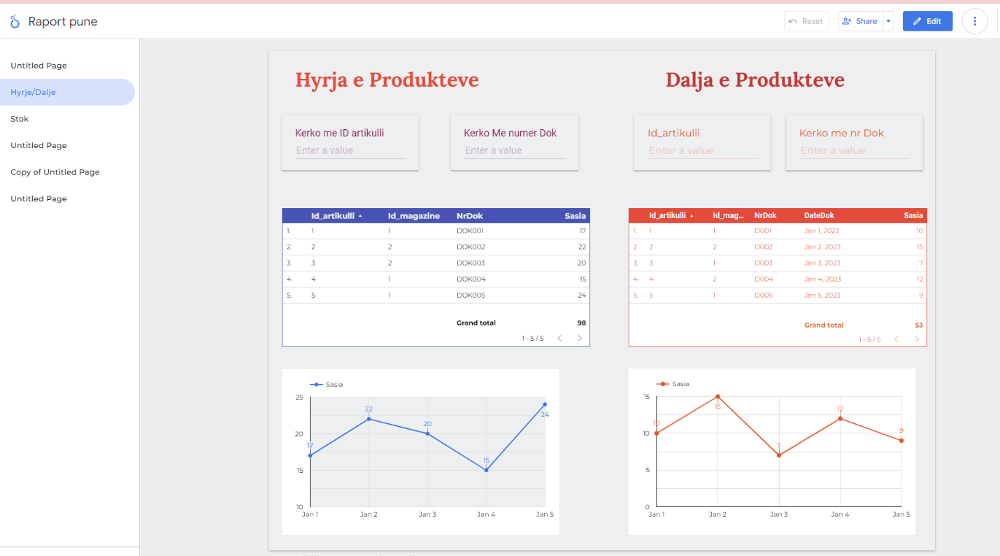 Raport pune
Reset
Share
Edit
Untitled Page
Hyrje/Dalje
Stok
Untitled Page
Copy of Untitled Page
Untitled Page
Hyrja e Produkteve
Dalja e Produkteve
Kerko me ID artikulli
Enter a value
Kerko Me numer Dok
Enter a value
Id_artikulli
Enter a value
Kerko me nr Dok
Enter a value
Id_artikulli Id_magazine NrDok Sasia
1. 1 1 DOK001 17
2. 2 2 DOK002 22
3. 3 2 DOK003 20
4. 4 1 DOK004 15
5. 5 1 DOK005 24
Grand total 98
1 - 5 / 5
Id_artikulli Id_mag... NrDok DateDok Sasia
1. 1 1 D001 Jan 1, 2023 10
2. 2 2 D002 Jan 2, 2023 15
3. 3 1 D003 Jan 3, 2023 7
4. 4 2 D004 Jan 4, 2023 12
5. 5 1 D005 Jan 5, 2023 9
Grand total 53
1 - 5 / 5
Sasia
25
20
15
10
17
22
20
15
24
Jan 1 Jan 2 Jan 3 Jan 4 Jan 5
Sasia
15
10
5
0
10
15
7
12
9
Jan 1 Jan 2 Jan 3 Jan 4 Jan 5